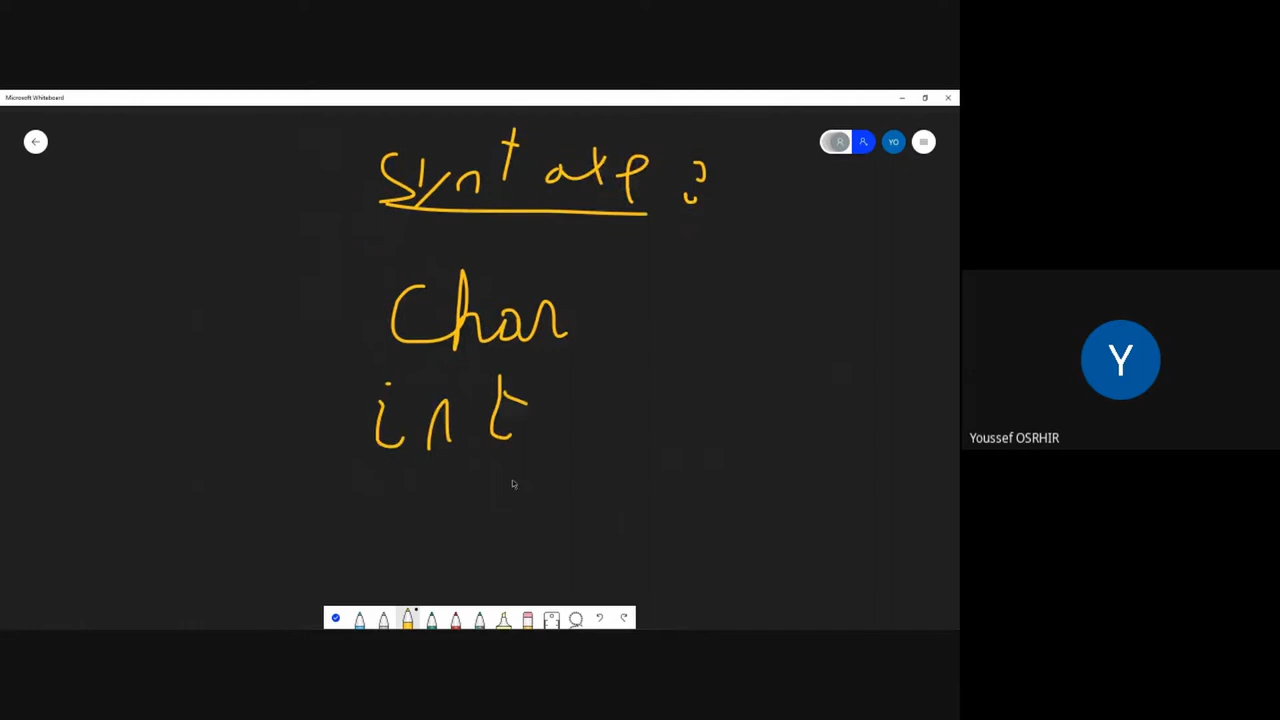 Microsoft Whiteboard
YO
Syntaxe :
Char
int
Y
Youssef OSRHIR